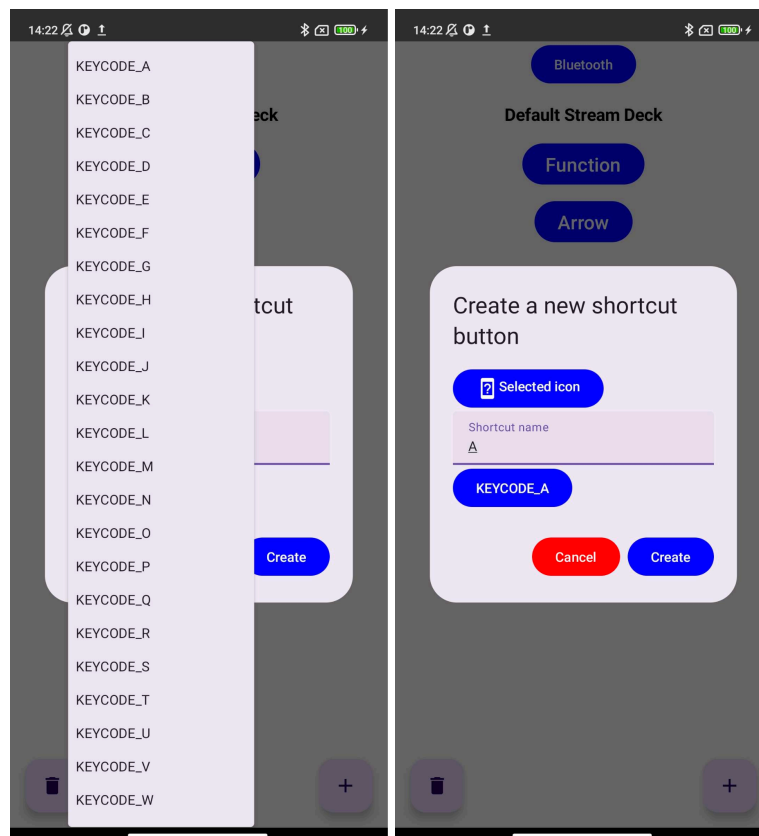 14:22
100
KEYCODE_A
KEYCODE_B
KEYCODE_C
eck
KEYCODE_D
KEYCODE_E
KEYCODE_F
KEYCODE_G
KEYCODE_H
tcut
KEYCODE_I
KEYCODE_J
KEYCODE_K
KEYCODE_L
KEYCODE_M
KEYCODE_N
KEYCODE_O
KEYCODE_P
Create
KEYCODE_Q
KEYCODE_R
KEYCODE_S
KEYCODE_T
KEYCODE_U
KEYCODE_V
KEYCODE_W
14:22
100
Bluetooth
Default Stream Deck
Function
Arrow
Create a new shortcut
button
Selected icon
Shortcut name
A
KEYCODE_A
Cancel Create